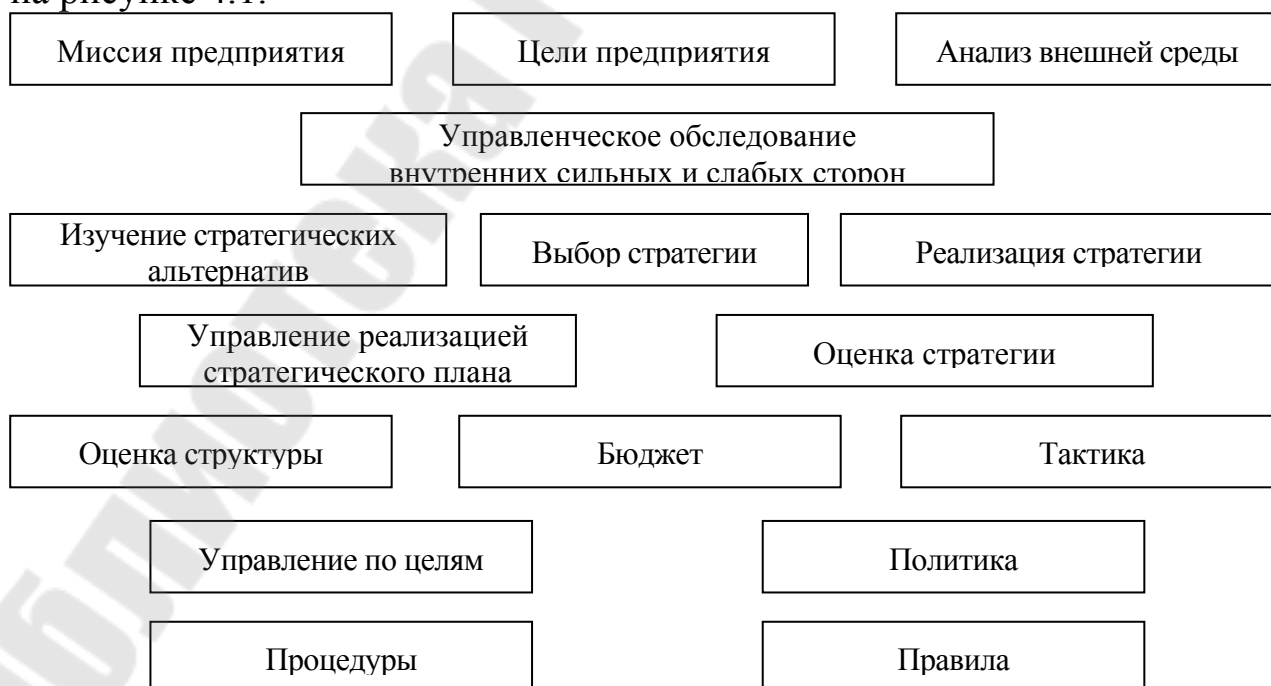 на рисунке 4.1.
Миссия предприятия
Цели предприятия
Анализ внешней среды
Управленческое обследование
внутренних сильных и слабых сторон
Изучение стратегических
альтернатив
Выбор стратегии
Реализация стратегии
Управление реализацией
стратегического плана
Оценка стратегии
Оценка структуры
Бюджет
Тактика
Управление по целям
Политика
Процедуры
Правила